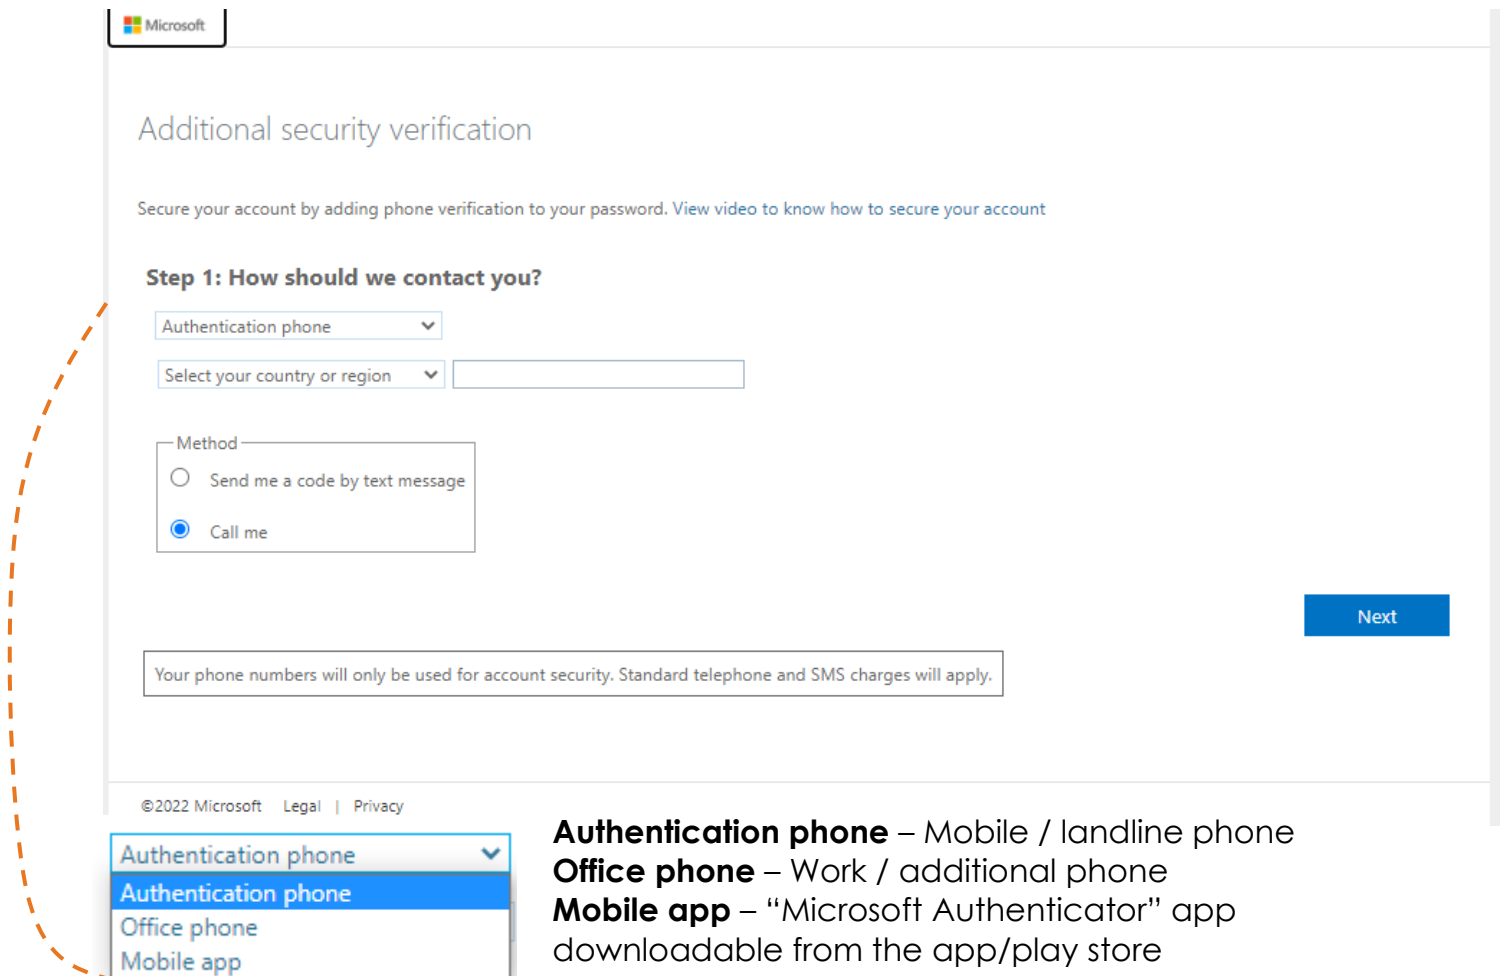 Microsoft
Additional security verification
Secure your account by adding phone verification to your password. View video to know how to secure your account
Step 1: How should we contact you?
Authentication phone
Select your country or region
Method
Send me a code by text message
Call me
Next
Your phone numbers will only be used for account security. Standard telephone and SMS charges will apply.
©2022 Microsoft Legal | Privacy
Authentication phone
Authentication phone
Office phone
Mobile app
Authentication phone – Mobile / landline phone
Office phone – Work / additional phone
Mobile app – “Microsoft Authenticator” app
downloadable from the app/play store